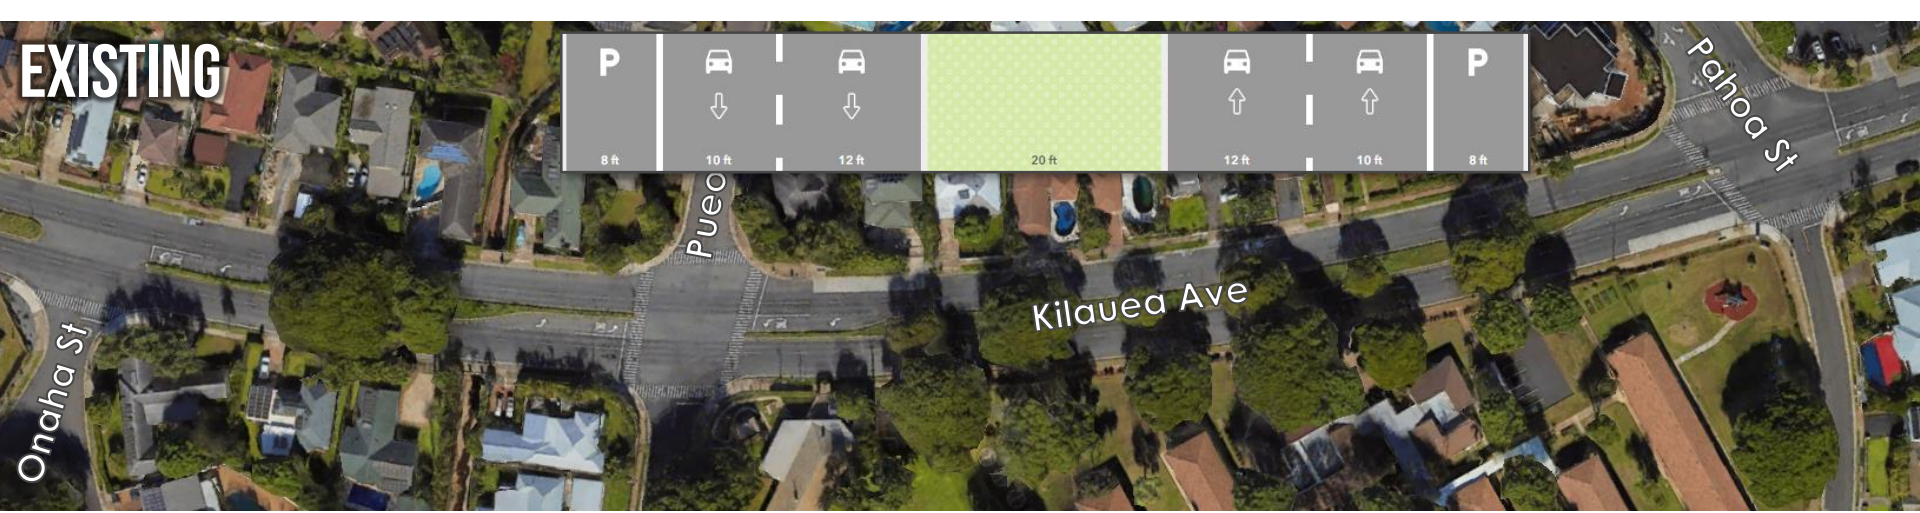 EXISTING
P
P
8 ft
10 ft
12 ft
20 ft
12 ft
10 ft
8 ft
Pahoa St
Pueo
Kilauea Ave
Onaha St